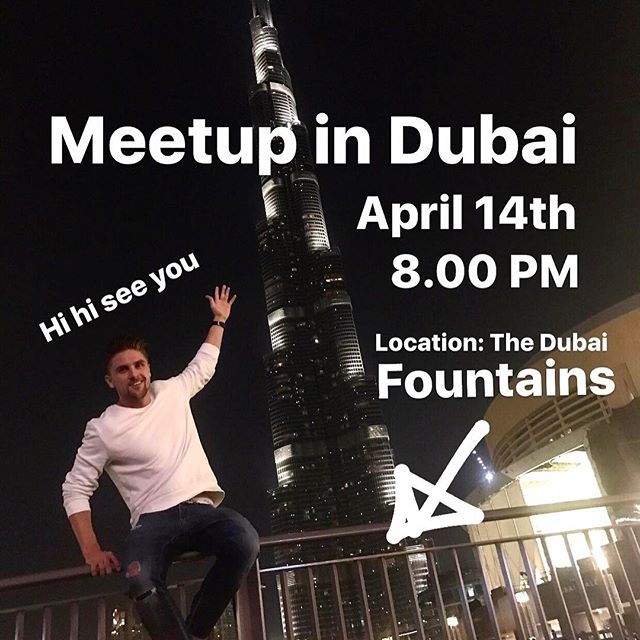 Meetup in Dubai
April 14th
8.00 PM
Hi hi see you
Location: The Dubai
Fountains